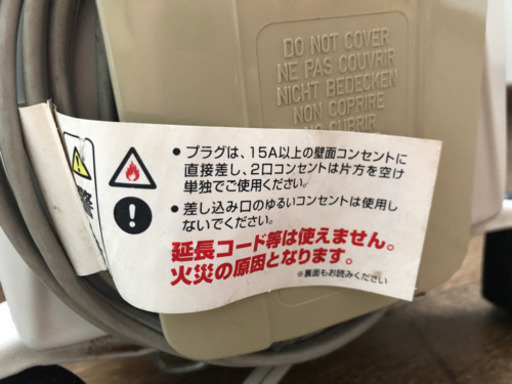 DO NOT COVER
NE PAS COUVRIR
NICHT BEDECKEN
NON COPRIRE
● プラグは、15A以上の壁面コンセントに
直接差し、2口コンセントは片方を空け
単独でご使用ください。
● 差し込み口のゆるいコンセントは使用し
ないでください。
延長コード等は使えません。
火災の原因となります。
※裏面もお読みください